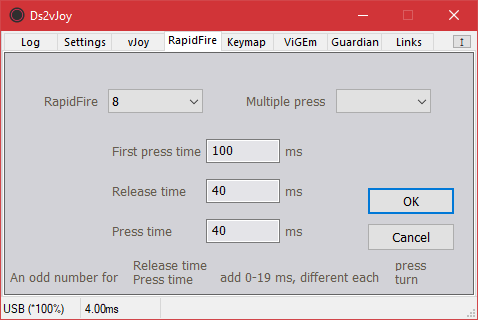 Ds2vJoy
Log Settings vJoy RapidFire Keymap ViGEm Guardian Links
RapidFire 8 Multiple press
First press time 100 ms
Release time 40 ms
OK
Press time 40 ms
Cancel
Release time press
An odd number for Press time add 0-19 ms, different each turn
USB (*100%) 4.00ms